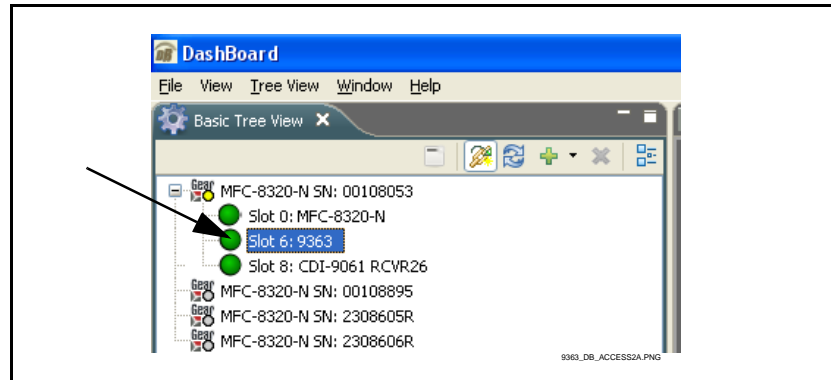 DashBoard
File View Tree View Window Help
Basic Tree View
Gear MFC-8320-N SN: 00108053
Slot 0: MFC-8320-N
Slot 6: 9363
Slot 8: CDI-9061 RCVR26
Gear MFC-8320-N SN: 00108895
Gear MFC-8320-N SN: 2308605R
Gear MFC-8320-N SN: 2308606R
9363_DB_ACCESS2A.PNG